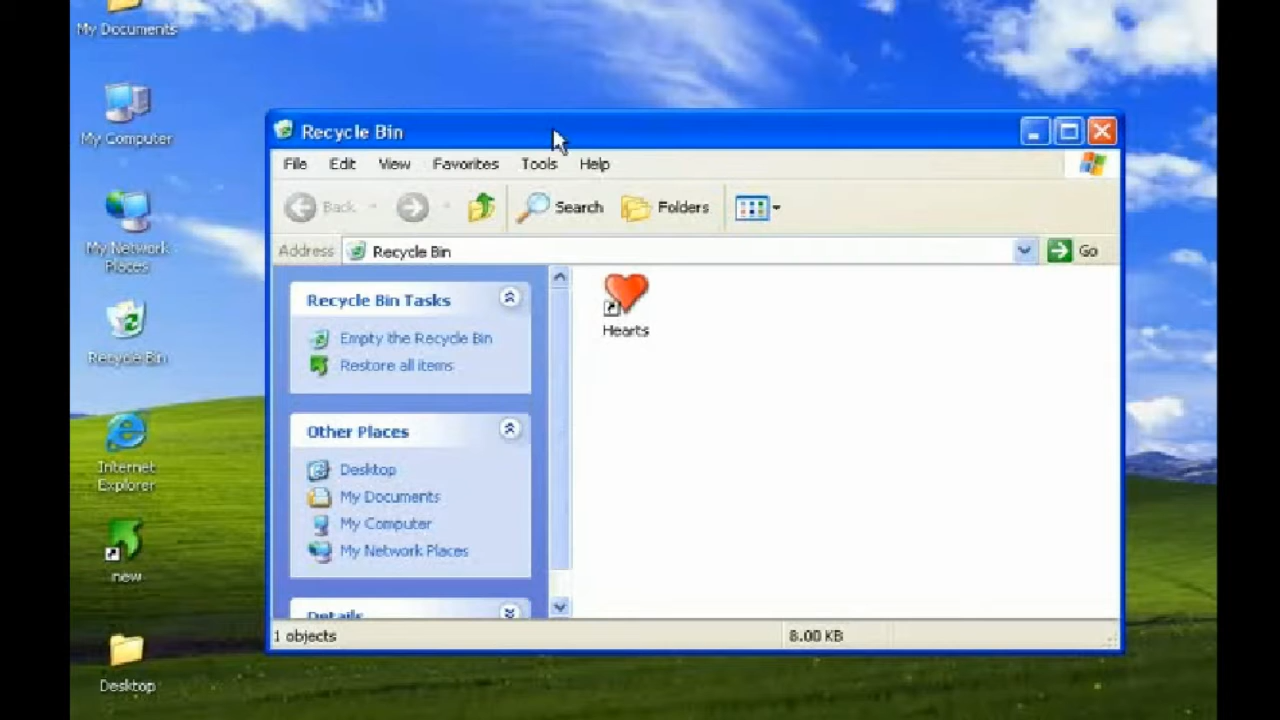 My Documents
My Computer
My Network
Places
Recycle Bin
Internet
Explorer
new
Desktop
Recycle Bin
File Edit View Favorites Tools Help
Back Search Folders
Address Recycle Bin Go
Recycle Bin Tasks
Empty the Recycle Bin
Restore all items
Other Places
Desktop
My Documents
My Computer
My Network Places
Details
Hearts
1 objects 8.00 KB